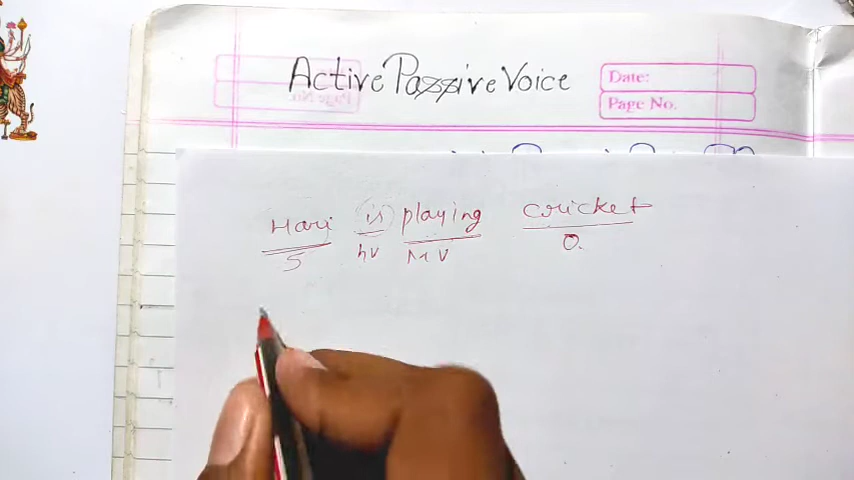 Active Passive Voice
Date:
Page No.
Hari is playing cricket
S hv MV O.